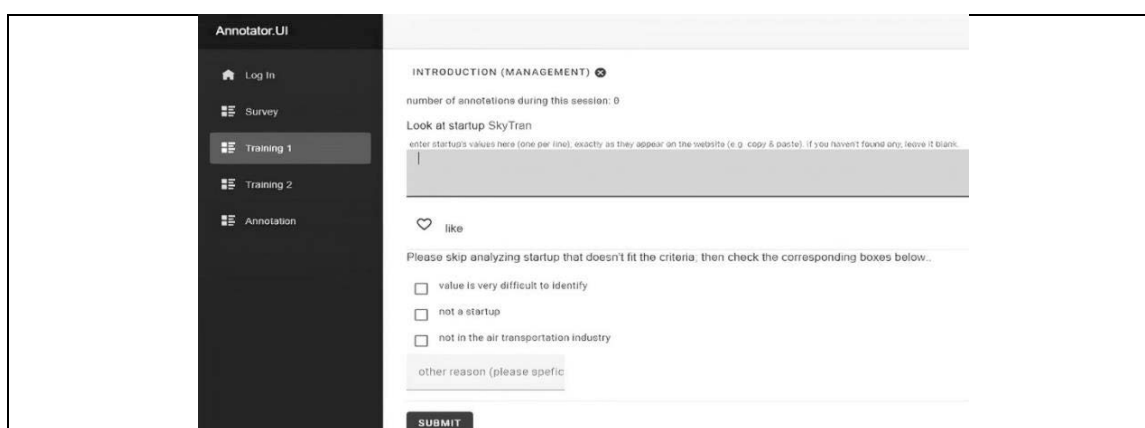 Annotator.UI
Log In
Survey
Training 1
Training 2
Annotation
INTRODUCTION (MANAGEMENT)
number of annotations during this session: 0
Look at startup SkyTran
enter startup's values here (one per line); exactly as they appear on the website (e.g. copy & paste). If you haven't found any, leave it blank.
like
Please skip analyzing startup that doesn't fit the criteria; then check the corresponding boxes below..
value is very difficult to identify
not a startup
not in the air transportation industry
other reason (please spefic
SUBMIT